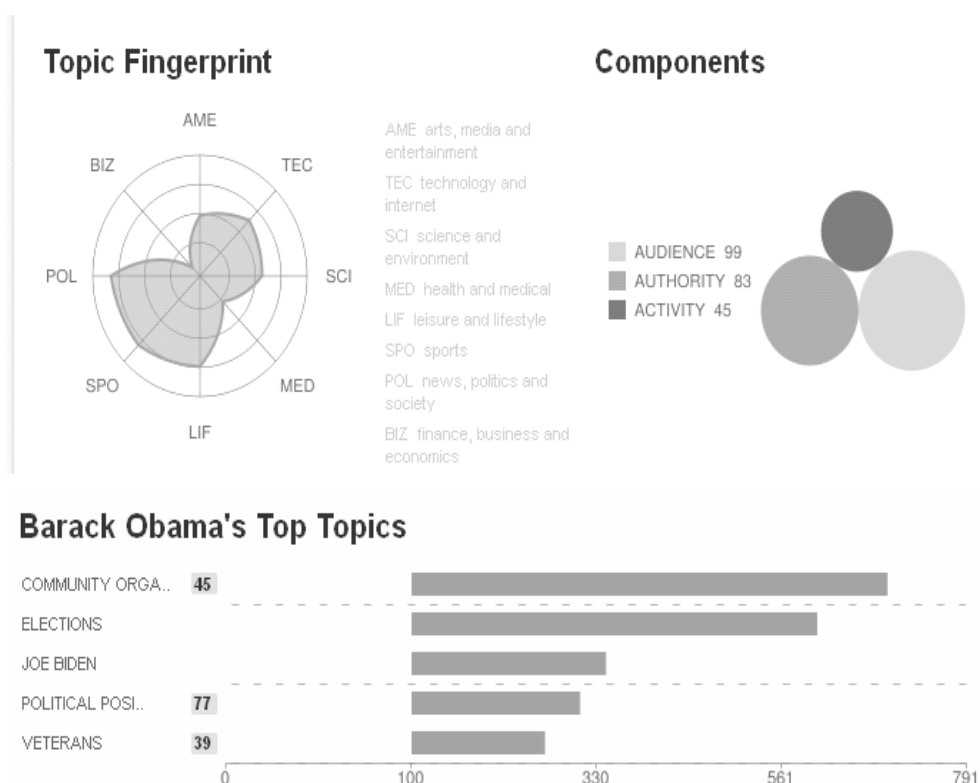 Topic Fingerprint
AME
BIZ
TEC
POL
SCI
SPO
MED
LIF
AME arts, media and
entertainment
TEC technology and
internet
SCI science and
environment
MED health and medical
LIF leisure and lifestyle
SPO sports
POL news, politics and
society
BIZ finance, business and
economics
Components
AUDIENCE 99
AUTHORITY 83
ACTIVITY 45
Barack Obama's Top Topics
COMMUNITY ORGA.. 45
ELECTIONS
JOE BIDEN
POLITICAL POSI.. 77
VETERANS 39
0 100 330 561 791